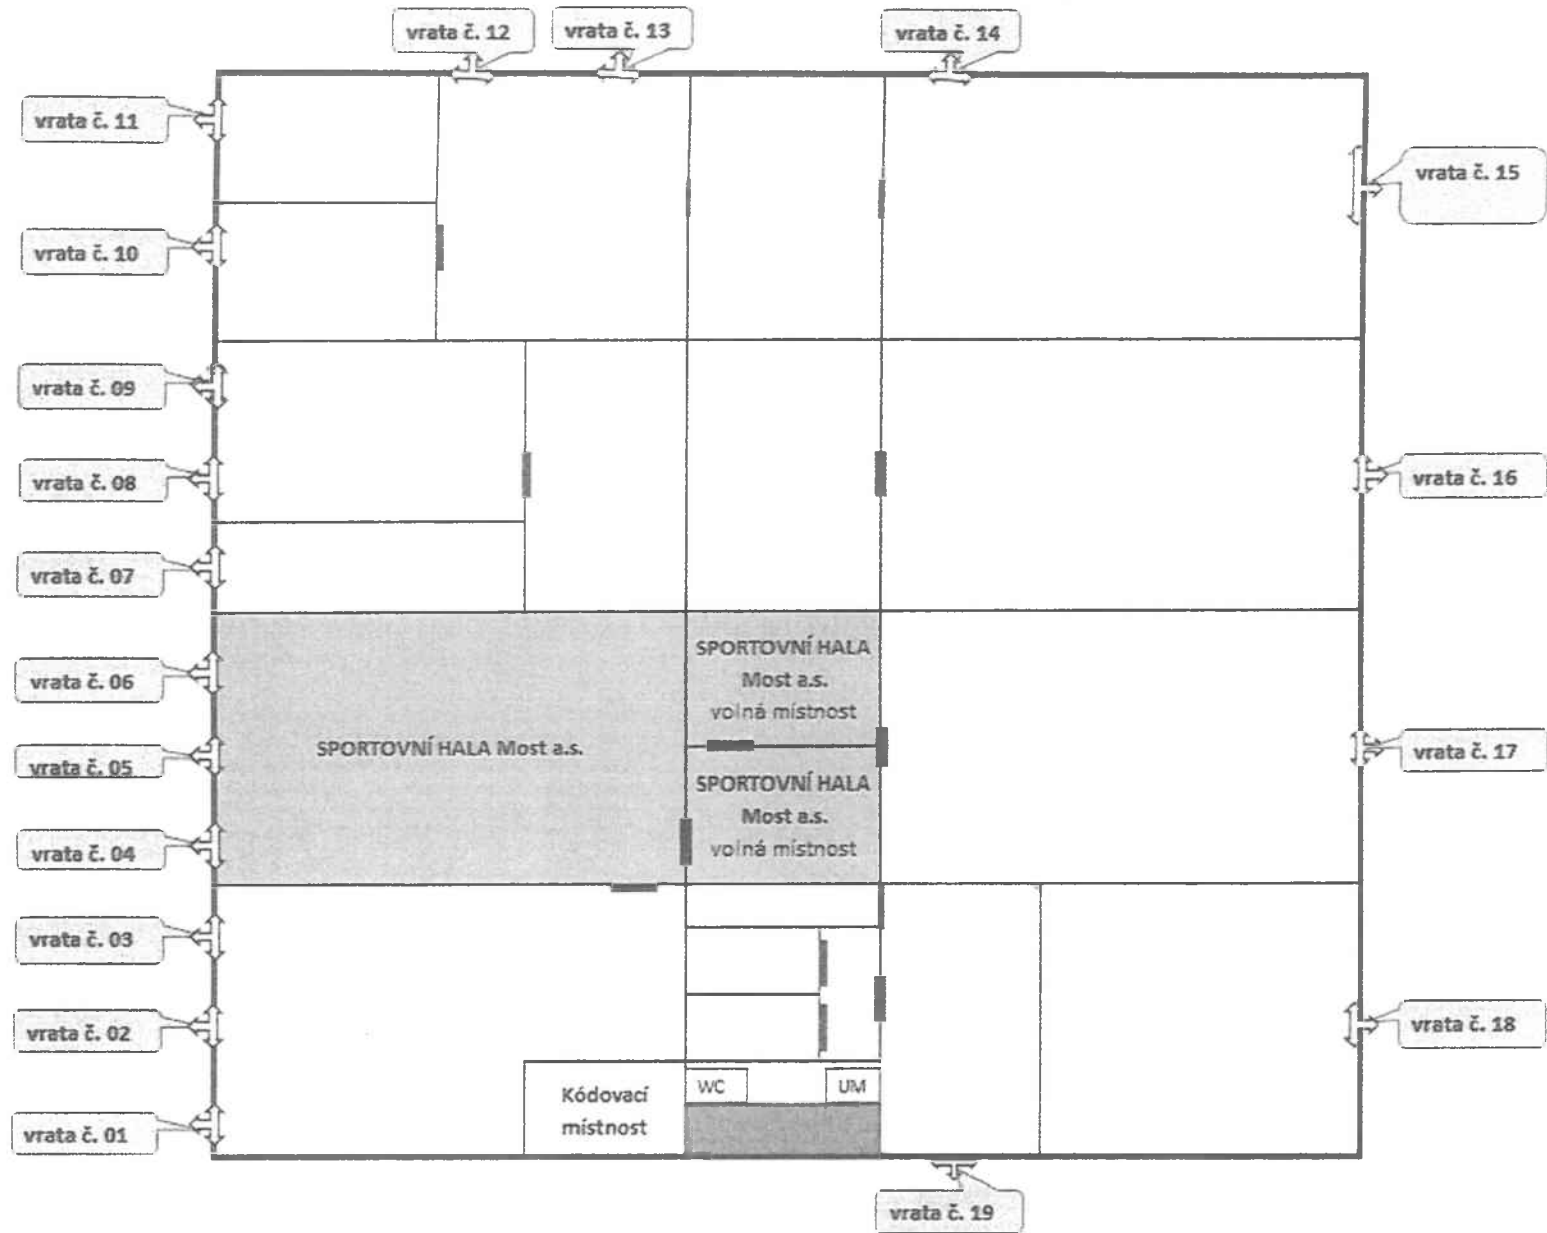 vrata č. 12
vrata č. 13
vrata č. 14
vrata č. 11
vrata č. 15
vrata č. 10
vrata č. 09
vrata č. 08
vrata č. 16
vrata č. 07
SPORTOVNÍ HALA
Most a.s.
volná místnost
vrata č. 06
SPORTOVNÍ HALA Most a.s.
vrata č. 05
vrata č. 17
SPORTOVNÍ HALA
Most a.s.
volná místnost
vrata č. 04
vrata č. 03
vrata č. 02
vrata č. 18
WC
UM
Kódovací
místnost
vrata č. 01
vrata č. 19